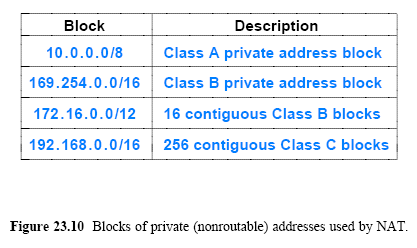 Block Description
10.0.0.0/8 Class A private address block
169.254.0.0/16 Class B private address block
172.16.0.0/12 16 contiguous Class B blocks
192.168.0.0/16 256 contiguous Class C blocks
Figure 23.10 Blocks of private (nonroutable) addresses used by NAT.